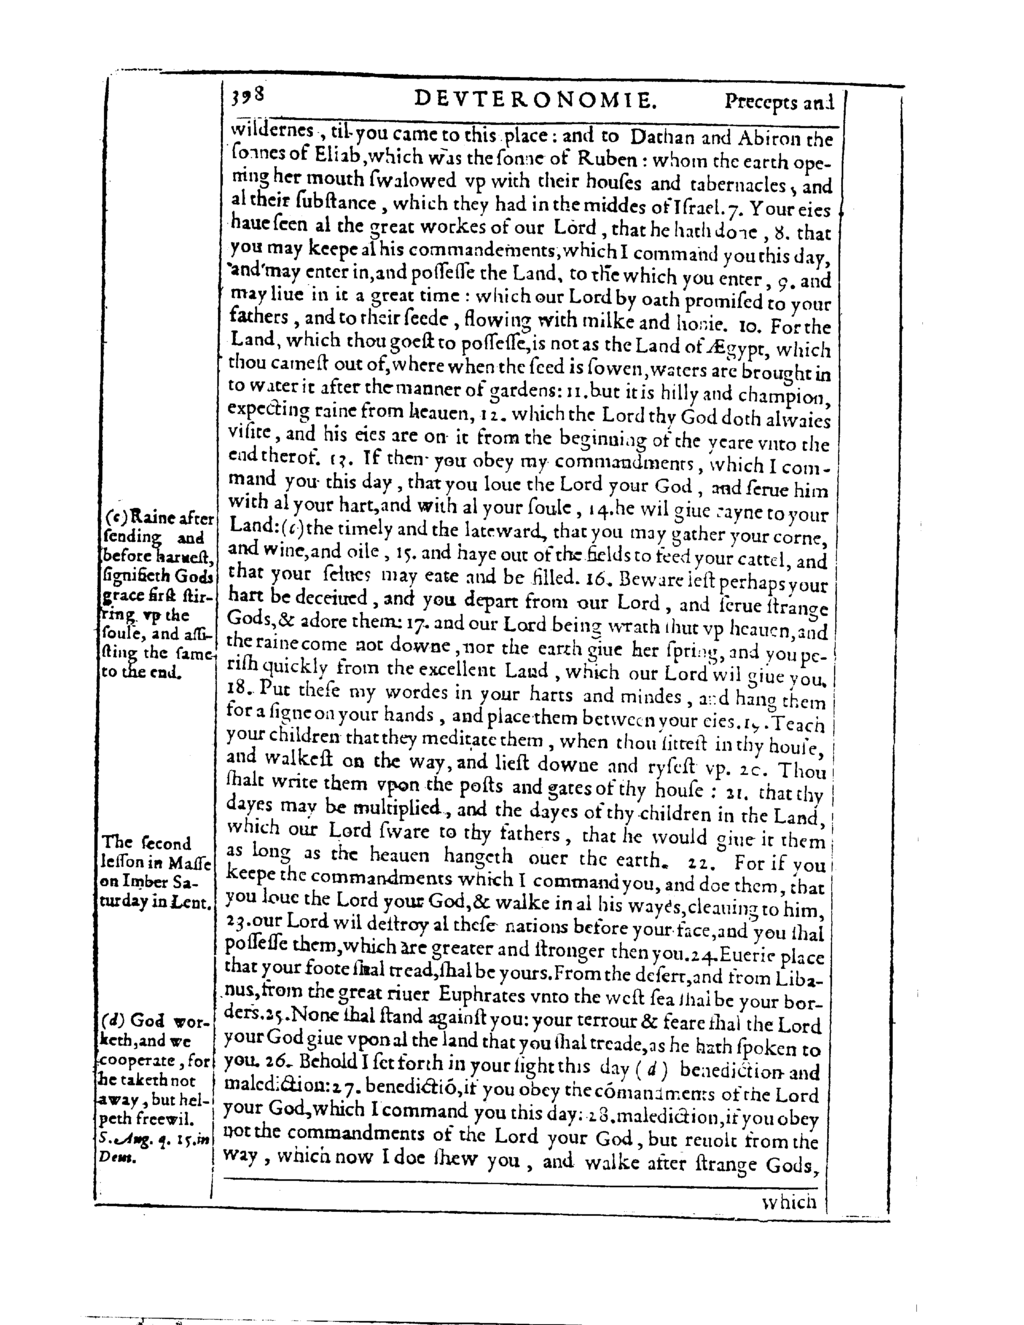 398 DEVTERONOMIE. Precepts and
wildernes, til you came to this place: and to Dathan and Abiron the
sonnes of Eliab, which was the sonne of Ruben: whom the earth ope-
ning her mouth swalowed vp with their houses and tabernacles, and
al their substance, which they had in the middes of Israel. 7. Your eies
haue seen al the great workes of our Lord, that he hath done, 8. that
you may keepe al his commandements, which I command you this day,
and may enter in, and possesse the Land, to the which you enter, 9. and
may liue in it a great time: which our Lord by oath promised to your
fathers, and to their seede, flowing with milke and honie. 10. For the
Land, which thou goest to possesse, is not as the Land of Ægypt, which
thou camest out of, where when the seed is sowen, waters are brought in
to water it after the manner of gardens: 11. but it is hilly and champion,
expecting raine from heauen, 12. which the Lord thy God doth alwaies
visite, and his eies are on it from the beginning of the yeare vnto the
end therof. 13. If then you obey my commandments, which I com-
mand you this day, that you loue the Lord your God, and serue him
with al your hart, and with al your soule, 14. he wil giue rayne to your
Land: (c) the timely and the lateward, that you may gather your corne,
and wine, and oile, 15. and haye out of the fields to feed your cattel, and
that your selues may eate and be filled. 16. Beware lest perhaps your
hart be deceiued, and you depart from our Lord, and serue strange
Gods, & adore them: 17. and our Lord being wrath shut vp heauen, and
the raine come not downe, nor the earth giue her spring, and you pe-
rish quickly from the excellent Land, which our Lord wil giue you.
18. Put these my wordes in your harts and mindes, and hang them
for a signe on your hands, and place them between your eies. 19. Teach
your children that they meditate them, when thou sittest in thy house,
and walkest on the way, and liest downe and rysest vp. 20. Thou
shalt write them vpon the posts and gates of thy house: 21. that thy
dayes may be multiplied, and the dayes of thy children in the Land,
which our Lord sware to thy fathers, that he would giue it them
as long as the heauen hangeth ouer the earth. 22. For if you
keepe the commandments which I command you, and doe them, that
you loue the Lord your God, & walke in al his wayes, cleauing to him,
23. our Lord wil destroy al these nations before your face, and you shal
possesse them, which are greater and stronger then you. 24. Euerie place
that your foote shal tread, shal be yours. From the desert, and from Liba-
nus, from the great riuer Euphrates vnto the west sea shal be your bor-
ders. 25. None shal stand against you: your terrour & feare shal the Lord
your God giue vpon al the land that you shal treade, as he hath spoken to
you. 26. Behold I set forth in your sight this day (d) benediction and
malediction: 27. benedictiō, if you obey the cōmandments of the Lord
your God, which I command you this day: 28. malediction, if you obey
not the commandments of the Lord your God, but reuolt from the
way, which now I doe shew you, and walke after strange Gods,
which
(c) Raine after
sending and
before haruest,
signifieth Gods
grace first stir-
ring vp the
soule, and assi-
sting the same
to the end.
The second
lesson in Masse
on Imber Sa-
turday in Lent.
(d) God wor-
keth, and we
cooperate, for
he taketh not
away, but hel-
peth freewil.
S. Aug. q. 15. in
Deut.